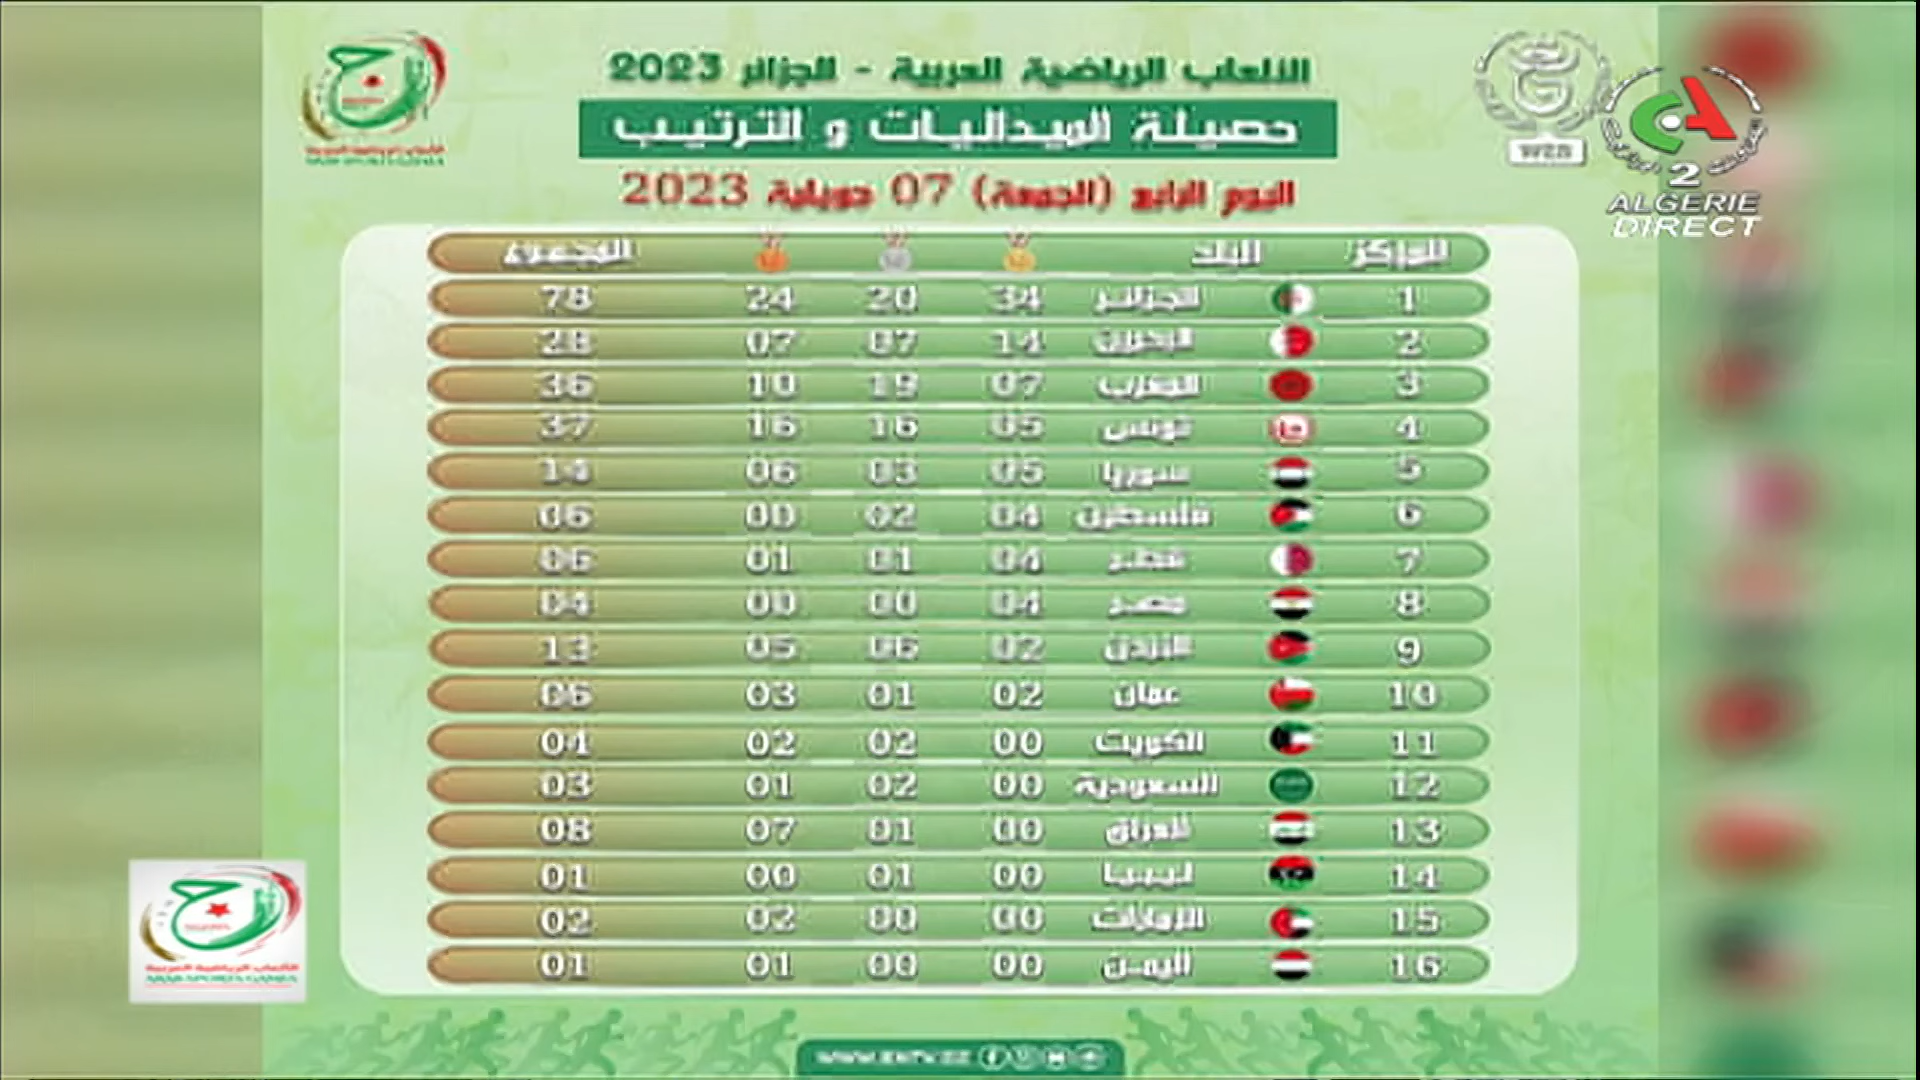 الألعاب الرياضية العربية - الجزائر 2023
حصيلة الميداليات و الترتيب
اليوم الرابع (الجمعة) 07 جويلية 2023
2
ALGERIE
DIRECT
المركز البلد المجموع
1 الجزائر 34 20 24 78
2 البحرين 14 07 07 28
3 المغرب 07 19 10 36
4 تونس 05 16 16 37
5 سوريا 05 03 06 14
6 فلسطين 04 02 00 06
7 قطر 04 01 01 06
8 مصر 04 00 00 04
9 الأردن 02 06 05 13
10 عمان 02 01 03 06
11 الكويت 00 02 02 04
12 السعودية 00 02 01 03
13 العراق 00 01 07 08
14 ليبيا 00 01 00 01
15 الإمارات 00 00 02 02
16 اليمن 00 00 01 01
الألعاب الرياضية العربية
ARAB SPORTS GAMES